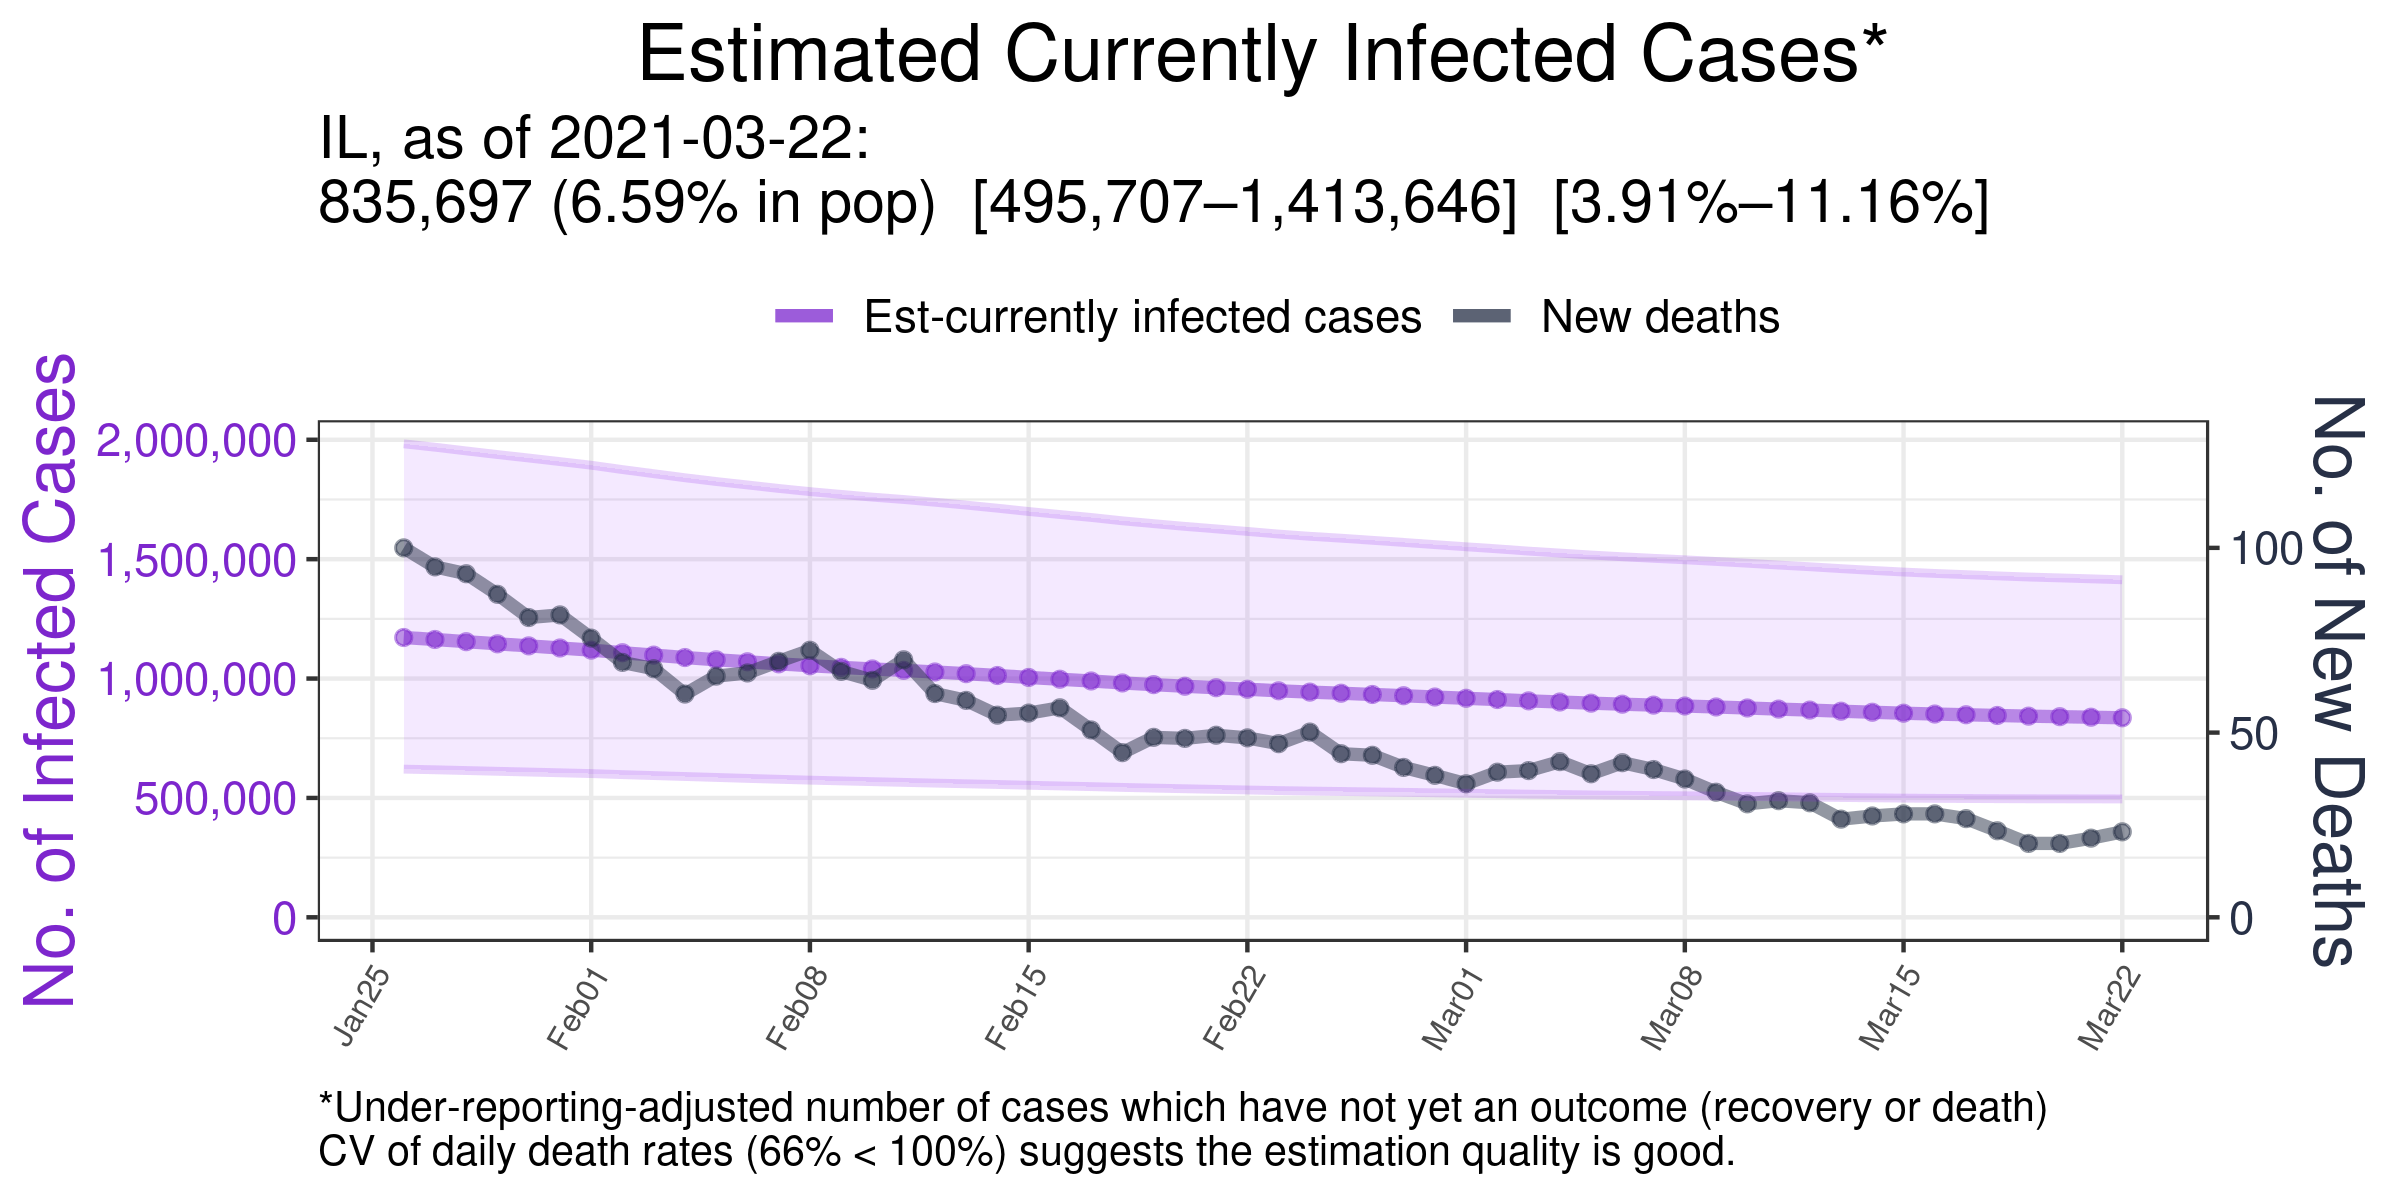 Estimated Currently Infected Cases*
IL, as of 2021-03-22:
835,697 (6.59% in pop)  [495,707–1,413,646]  [3.91%–11.16%]
Est-currently infected cases
New deaths
No. of Infected Cases
2,000,000
1,500,000
1,000,000
500,000
0
100
50
0
No. of New Deaths
Jan25
Feb01
Feb08
Feb15
Feb22
Mar01
Mar08
Mar15
Mar22
*Under-reporting-adjusted number of cases which have not yet an outcome (recovery or death)
CV of daily death rates (66% < 100%) suggests the estimation quality is good.